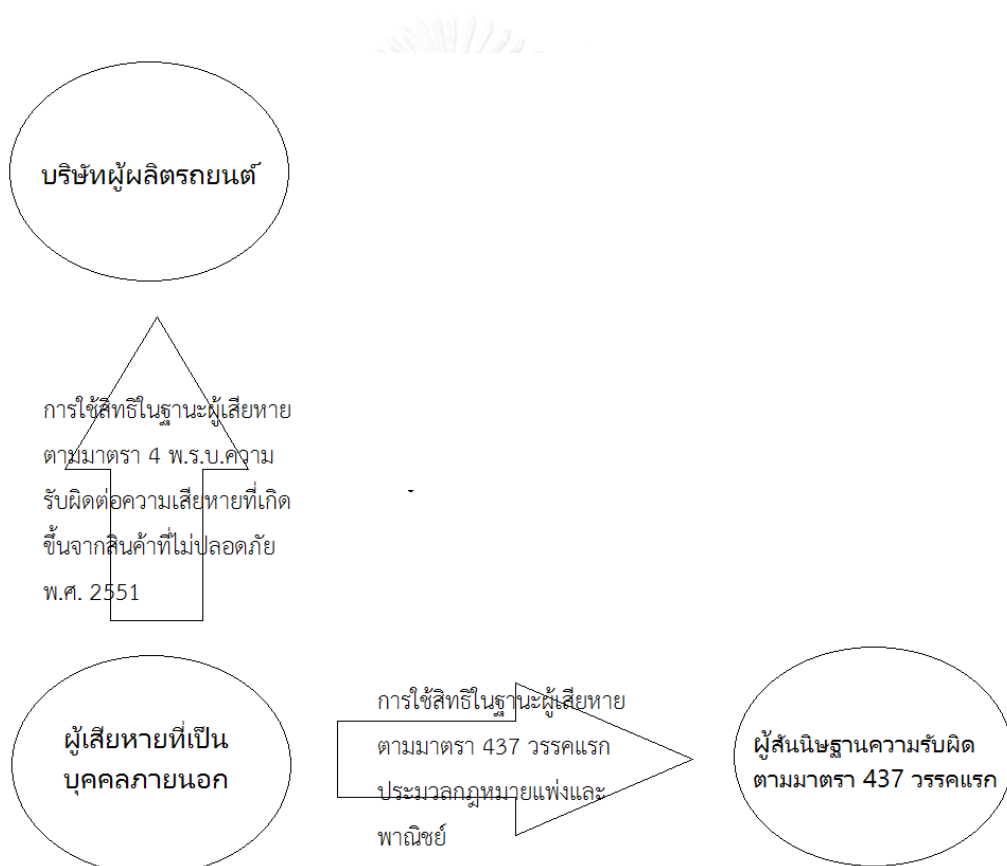 บริษัทผู้ผลิตรถยนต์
การใช้สิทธิในฐานะผู้เสียหาย
ตามมาตรา 4 พ.ร.บ.ความ
รับผิดต่อความเสียหายที่เกิด
ขึ้นจากสินค้าที่ไม่ปลอดภัย
พ.ศ. 2551
ผู้เสียหายที่เป็น
บุคคลภายนอก
การใช้สิทธิในฐานะผู้เสียหาย
ตามมาตรา 437 วรรคแรก
ประมวลกฎหมายแพ่งและ
พาณิชย์
ผู้สันนิษฐานความรับผิด
ตามมาตรา 437 วรรคแรก